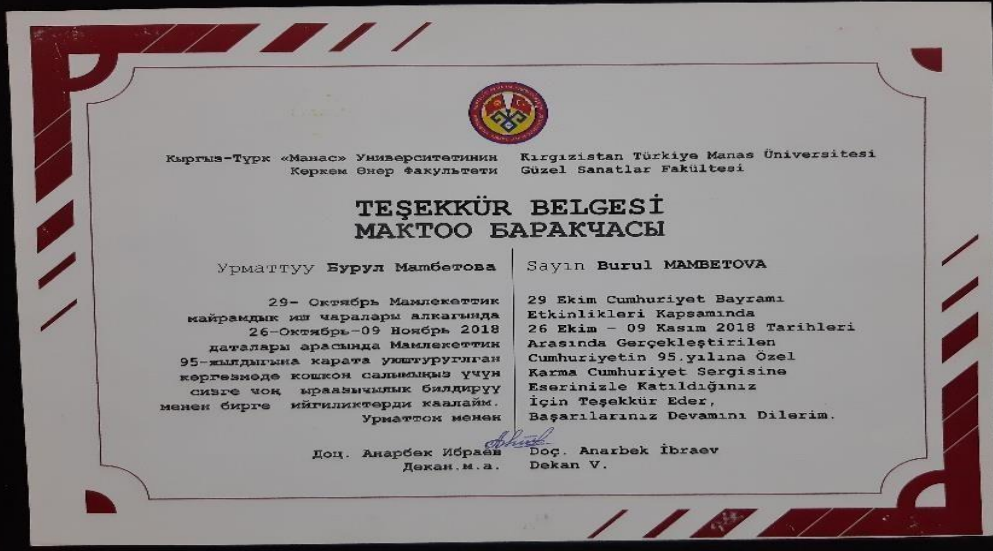 Кыргыз-Түрк «Манас» Университетинин
Көркөм Өнөр Факультети
Kırgızistan Türkiye Manas Üniversitesi
Güzel Sanatlar Fakültesi
TEŞEKKÜR BELGESİ
МАКТОО БАРАКЧАСЫ
Урматтуу Бурул Мамбетова
29- Октябрь Мамлекеттик
майрамдык иш чаралары алкагында
26-Октябрь-09 Ноябрь 2018
даталары арасында Мамлекеттин
95-жылдыгына карата уюштуругулган
көргөзмөдө кошкон салымыңыз үчүн
сизге чоң ыраазычылык билдирүү
менен бирге ийгиликтерди каалайм.
Урматтоо менен
Доц. Анарбек Ибраев
Декан.м.а.
Sayın Burul MAMBETOVA
29 Ekim Cumhuriyet Bayramı
Etkinlikleri Kapsamında
26 Ekim - 09 Kasım 2018 Tarihleri
Arasında Gerçekleştirilen
Cumhuriyetin 95.yılına Özel
Karma Cumhuriyet Sergisine
Eserinizle Katıldığınız
İçin Teşekkür Eder,
Başarılarınız Devamını Dilerim.
Doç. Anarbek İbraev
Dekan V.